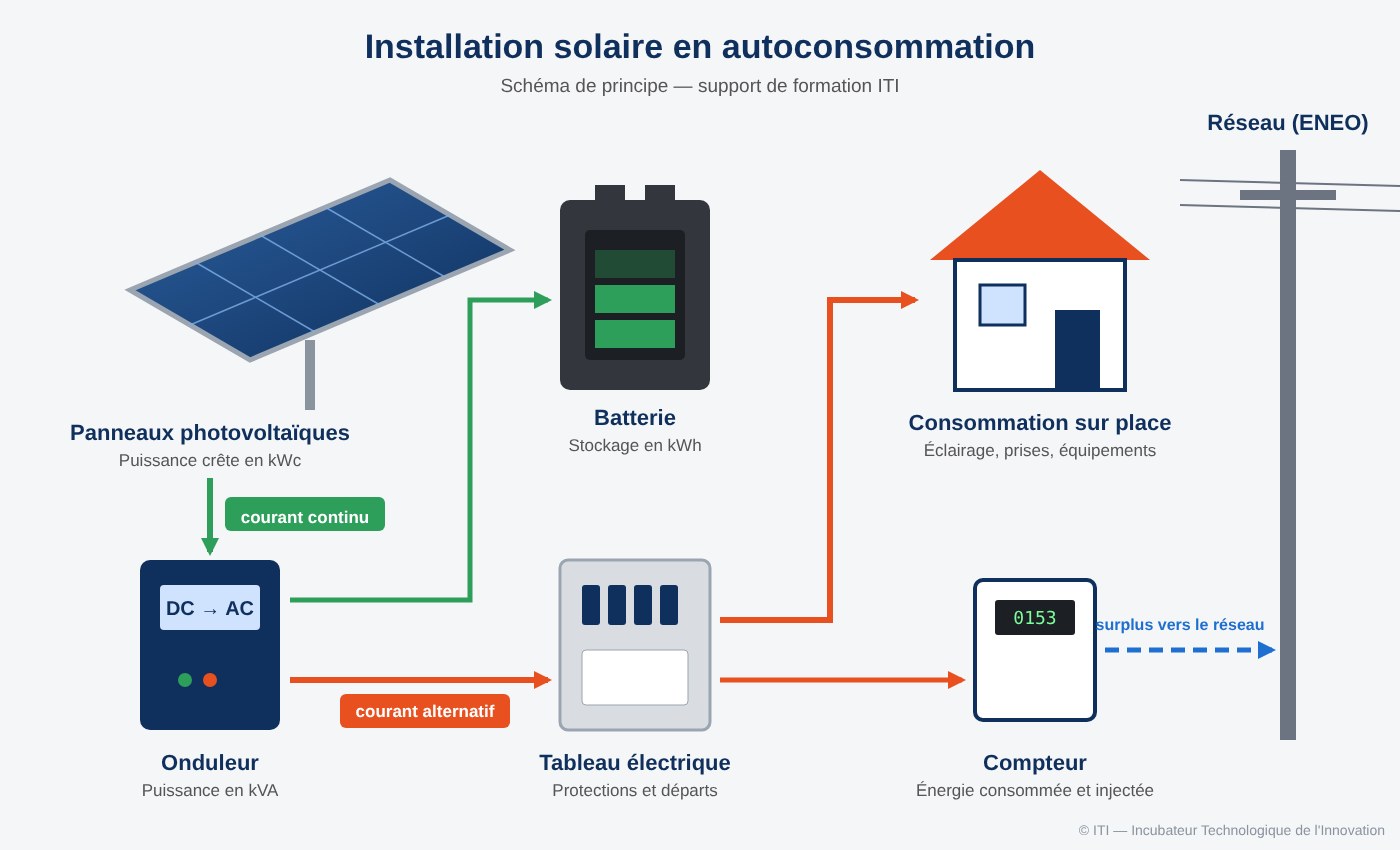 Installation solaire en autoconsommation
Schéma de principe — support de formation ITI
Réseau (ENEO)
Panneaux photovoltaïques
Puissance crête en kWc
Batterie
Stockage en kWh
Consommation sur place
Éclairage, prises, équipements
courant continu
DC → AC
0153
surplus vers le réseau
courant alternatif
Onduleur
Puissance en kVA
Tableau électrique
Protections et départs
Compteur
Énergie consommée et injectée
© ITI — Incubateur Technologique de l'Innovation